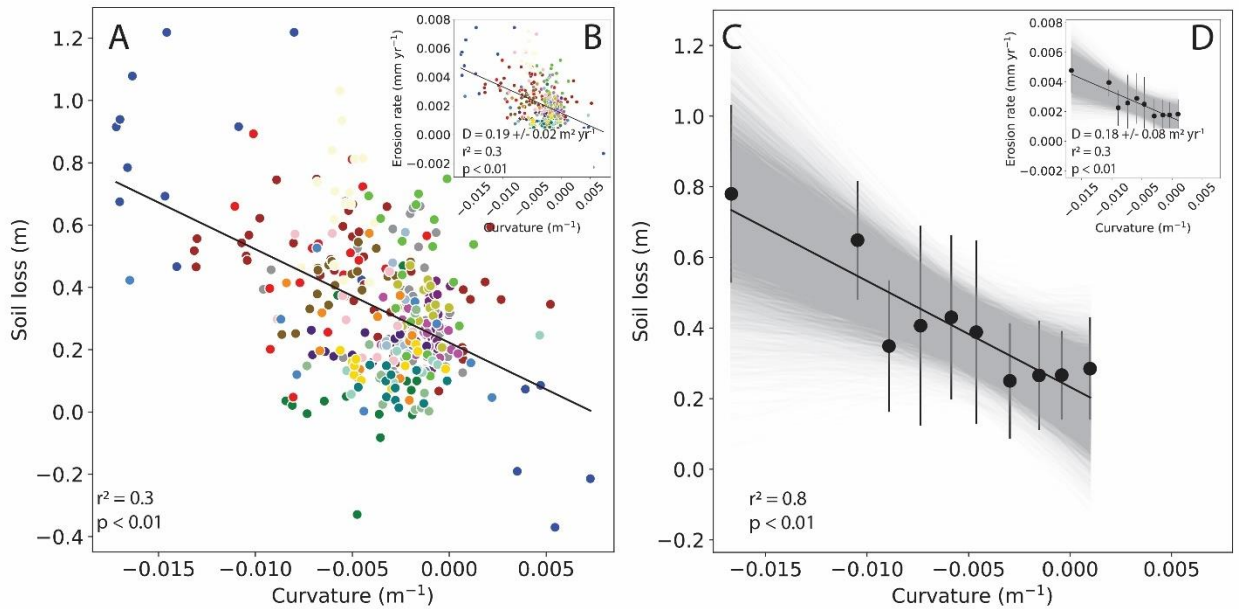 A
B
1.2
1.0
0.8
0.6
0.4
0.2
0.0
−0.2
−0.4
Soil loss (m)
r² = 0.3
p < 0.01
−0.015
−0.010
−0.005
0.000
0.005
Curvature (m⁻¹)
0.008
0.006
0.004
0.002
0.000
−0.002
Erosion rate (mm yr⁻¹)
D = 0.19 +/- 0.02 m² yr⁻¹
r² = 0.3
p < 0.01
−0.015
−0.010
−0.005
0.000
0.005
Curvature (m⁻¹)
C
D
1.2
1.0
0.8
0.6
0.4
0.2
0.0
−0.2
Soil loss (m)
r² = 0.8
p < 0.01
−0.015
−0.010
−0.005
0.000
0.005
Curvature (m⁻¹)
0.008
0.006
0.004
0.002
0.000
−0.002
Erosion rate (mm yr⁻¹)
D = 0.18 +/- 0.08 m² yr⁻¹
r² = 0.3
p < 0.01
−0.015
−0.010
−0.005
0.000
0.005
Curvature (m⁻¹)